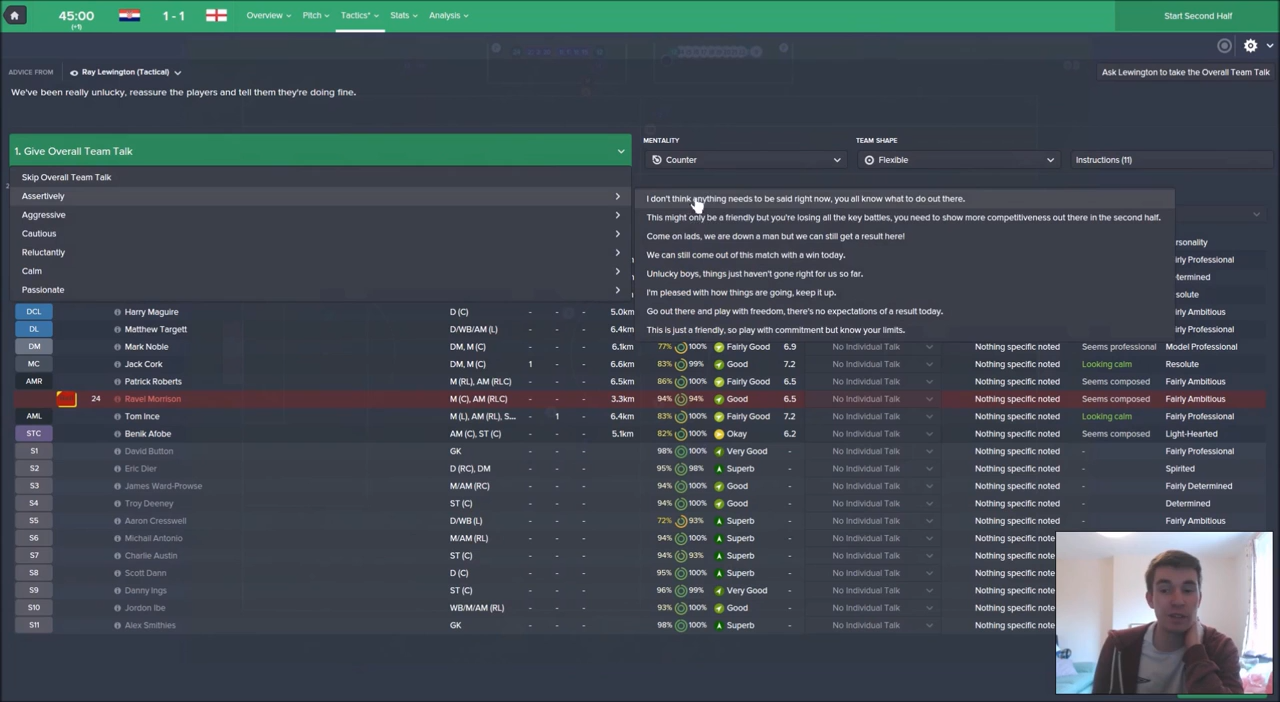 45:00 1 - 1 Overview Pitch Tactics* Stats Analysis Start Second Half
(+1)
ADVICE FROM Ray Lewington (Tactical) Ask Lewington to take the Overall Team Talk
We've been really unlucky, reassure the players and tell them they're doing fine.
MENTALITY TEAM SHAPE
1. Give Overall Team Talk Counter Flexible Instructions (11)
Skip Overall Team Talk
Assertively I don't think anything needs to be said right now, you all know what to do out there.
Aggressive This might only be a friendly but you're losing all the key battles, you need to show more competitiveness out there in the second half.
Cautious Come on lads, we are down a man but we can still get a result here!
Reluctantly We can still come out of this match with a win today.
Calm Unlucky boys, things just haven't gone right for us so far.
Passionate I'm pleased with how things are going, keep it up.
Go out there and play with freedom, there's no expectations of a result today.
This is just a friendly, so play with commitment but know your limits.
Fairly Professional
DCL Harry Maguire D (C) - - - 5.0km
DL Matthew Targett D/WB/AM (L) - - - 6.4km
DM Mark Noble DM, M (C) - - - 6.1km 77% 100% Fairly Good 6.9 No Individual Talk Nothing specific noted Seems professional Model Professional
MC Jack Cork DM, M (C) 1 - - 6.6km 83% 99% Good 7.2 No Individual Talk Nothing specific noted Looking calm Resolute
AMR Patrick Roberts M (RL), AM (RLC) - - - 6.5km 86% 100% Fairly Good 6.5 No Individual Talk Nothing specific noted Seems composed Fairly Ambitious
24 Ravel Morrison M (C), AM (RLC) - - - 3.3km 94% 94% Good 6.5 No Individual Talk Nothing specific noted Seems composed Fairly Ambitious
AML Tom Ince M (L), AM (RL), S... - 1 - 6.4km 83% 100% Fairly Good 7.2 No Individual Talk Nothing specific noted Looking calm Fairly Professional
STC Benik Afobe AM (C), ST (C) - - - 5.1km 82% 100% Okay 6.2 No Individual Talk Nothing specific noted Seems composed Light-Hearted
S1 David Button GK - - - 98% 100% Very Good - No Individual Talk Nothing specific noted - Fairly Professional
S2 Eric Dier D (RC), DM - - - 95% 98% Superb - No Individual Talk Nothing specific noted - Spirited
S3 James Ward-Prowse M/AM (RC) - - - 94% 100% Good - No Individual Talk Nothing specific noted - Fairly Determined
S4 Troy Deeney ST (C) - - - 94% 100% Good - No Individual Talk Nothing specific noted - Determined
S5 Aaron Cresswell D/WB (L) - - - 72% 93% Superb - No Individual Talk Nothing specific noted - Fairly Ambitious
S6 Michail Antonio M/AM (RL) - - - 94% 100% Superb - No Individual Talk Nothing specific note
S7 Charlie Austin ST (C) - - - 94% 93% Superb - No Individual Talk Nothing specific note
S8 Scott Dann D (C) - - - 95% 100% Superb - No Individual Talk Nothing specific note
S9 Danny Ings ST (C) - - - 96% 99% Very Good - No Individual Talk Nothing specific note
S10 Jordon Ibe WB/M/AM (RL) - - - 93% 100% Good - No Individual Talk Nothing specific note
S11 Alex Smithies GK - - - 98% 100% Superb - No Individual Talk Nothing specific note